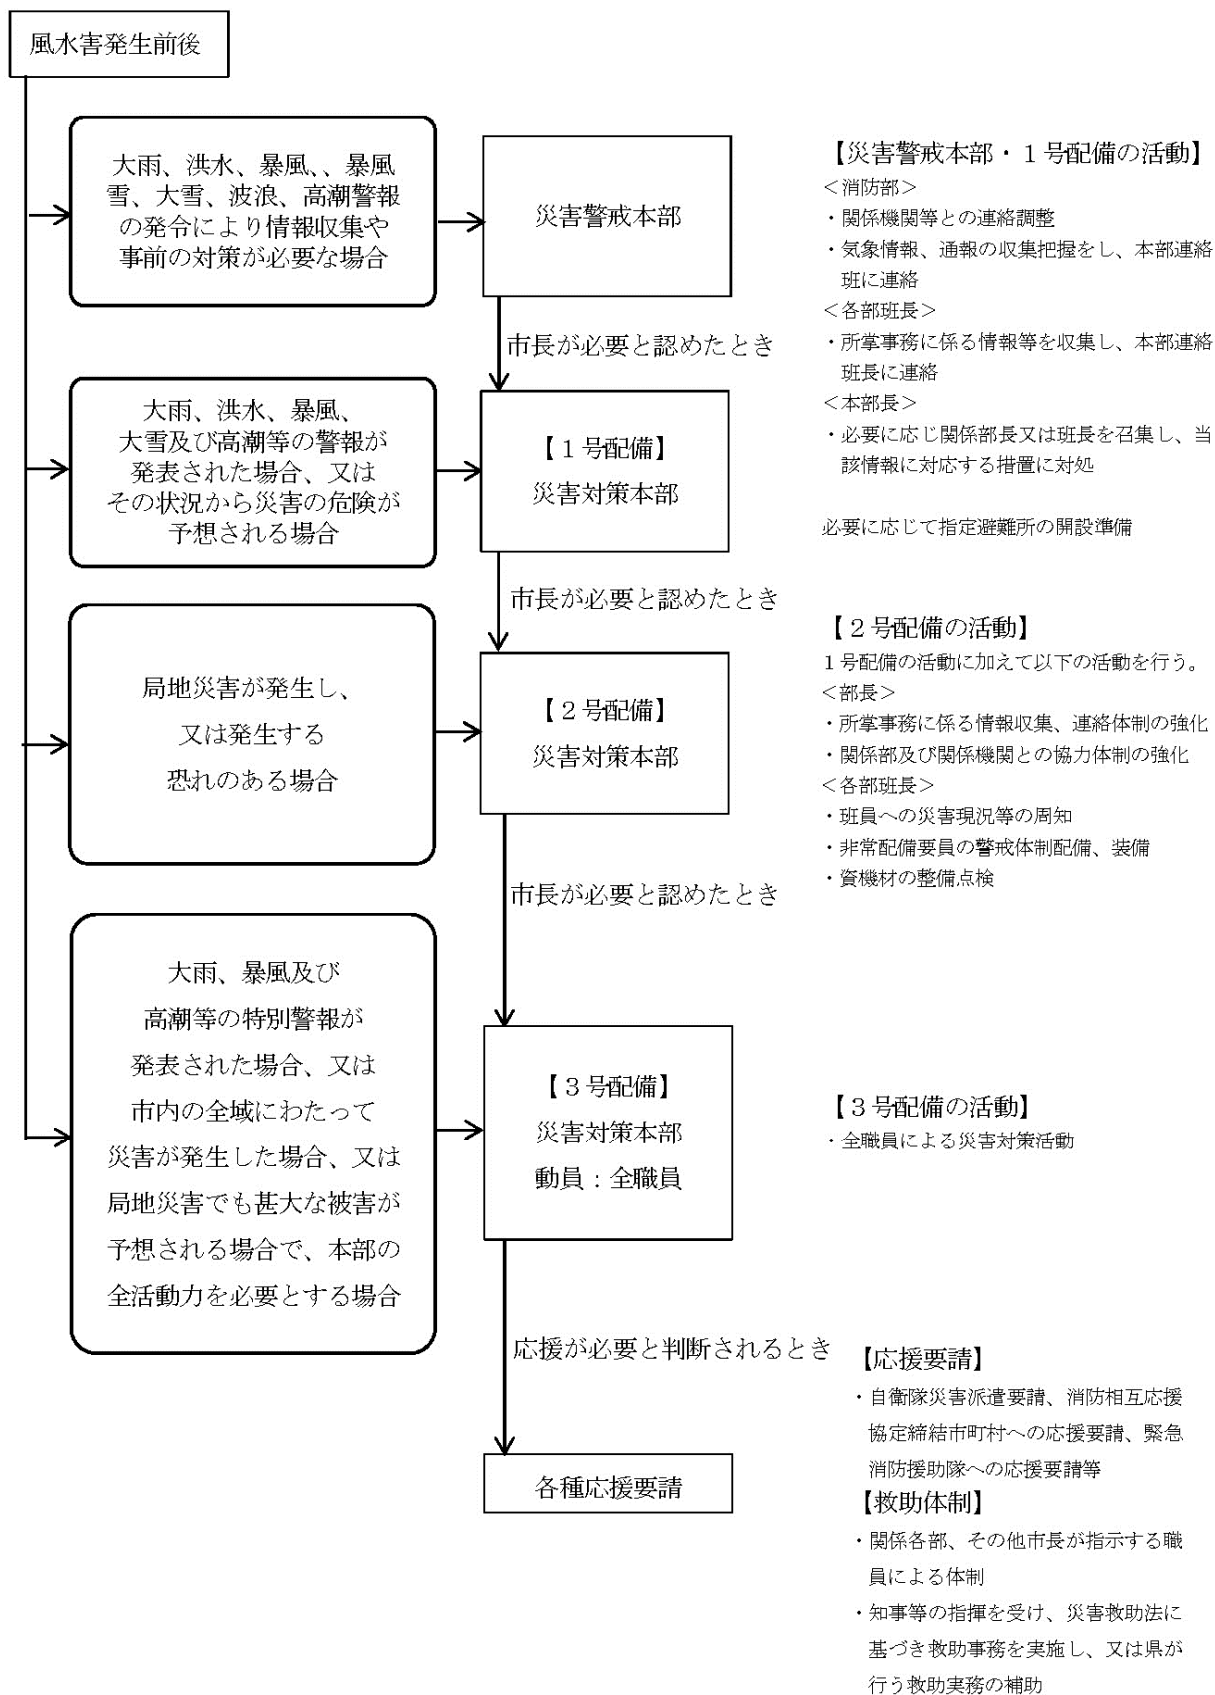 風水害発生前後
大雨、洪水、暴風、、暴風
雪、大雪、波浪、高潮警報
の発令により情報収集や
事前の対策が必要な場合
災害警戒本部
市長が必要と認めたとき
大雨、洪水、暴風、
大雪及び高潮等の警報が
発表された場合、又は
その状況から災害の危険が
予想される場合
【１号配備】
災害対策本部
市長が必要と認めたとき
局地災害が発生し、
又は発生する
恐れのある場合
【２号配備】
災害対策本部
市長が必要と認めたとき
大雨、暴風及び
高潮等の特別警報が
発表された場合、又は
市内の全域にわたって
災害が発生した場合、又は
局地災害でも甚大な被害が
予想される場合で、本部の
全活動力を必要とする場合
【３号配備】
災害対策本部
動員：全職員
応援が必要と判断されるとき
各種応援要請
【災害警戒本部・１号配備の活動】
＜消防部＞
・関係機関等との連絡調整
・気象情報、通報の収集把握をし、本部連絡
班に連絡
＜各部班長＞
・所掌事務に係る情報等を収集し、本部連絡
班長に連絡
＜本部長＞
・必要に応じ関係部長又は班長を召集し、当
該情報に対応する措置に対処
必要に応じて指定避難所の開設準備
【２号配備の活動】
１号配備の活動に加えて以下の活動を行う。
＜部長＞
・所掌事務に係る情報収集、連絡体制の強化
・関係部及び関係機関との協力体制の強化
＜各部班長＞
・班員への災害現況等の周知
・非常配備要員の警戒体制配備、装備
・資機材の整備点検
【３号配備の活動】
・全職員による災害対策活動
【応援要請】
・自衛隊災害派遣要請、消防相互応援
協定締結市町村への応援要請、緊急
消防援助隊への応援要請等
【救助体制】
・関係各部、その他市長が指示する職
員による体制
・知事等の指揮を受け、災害救助法に
基づき救助事務を実施し、又は県が
行う救助実務の補助